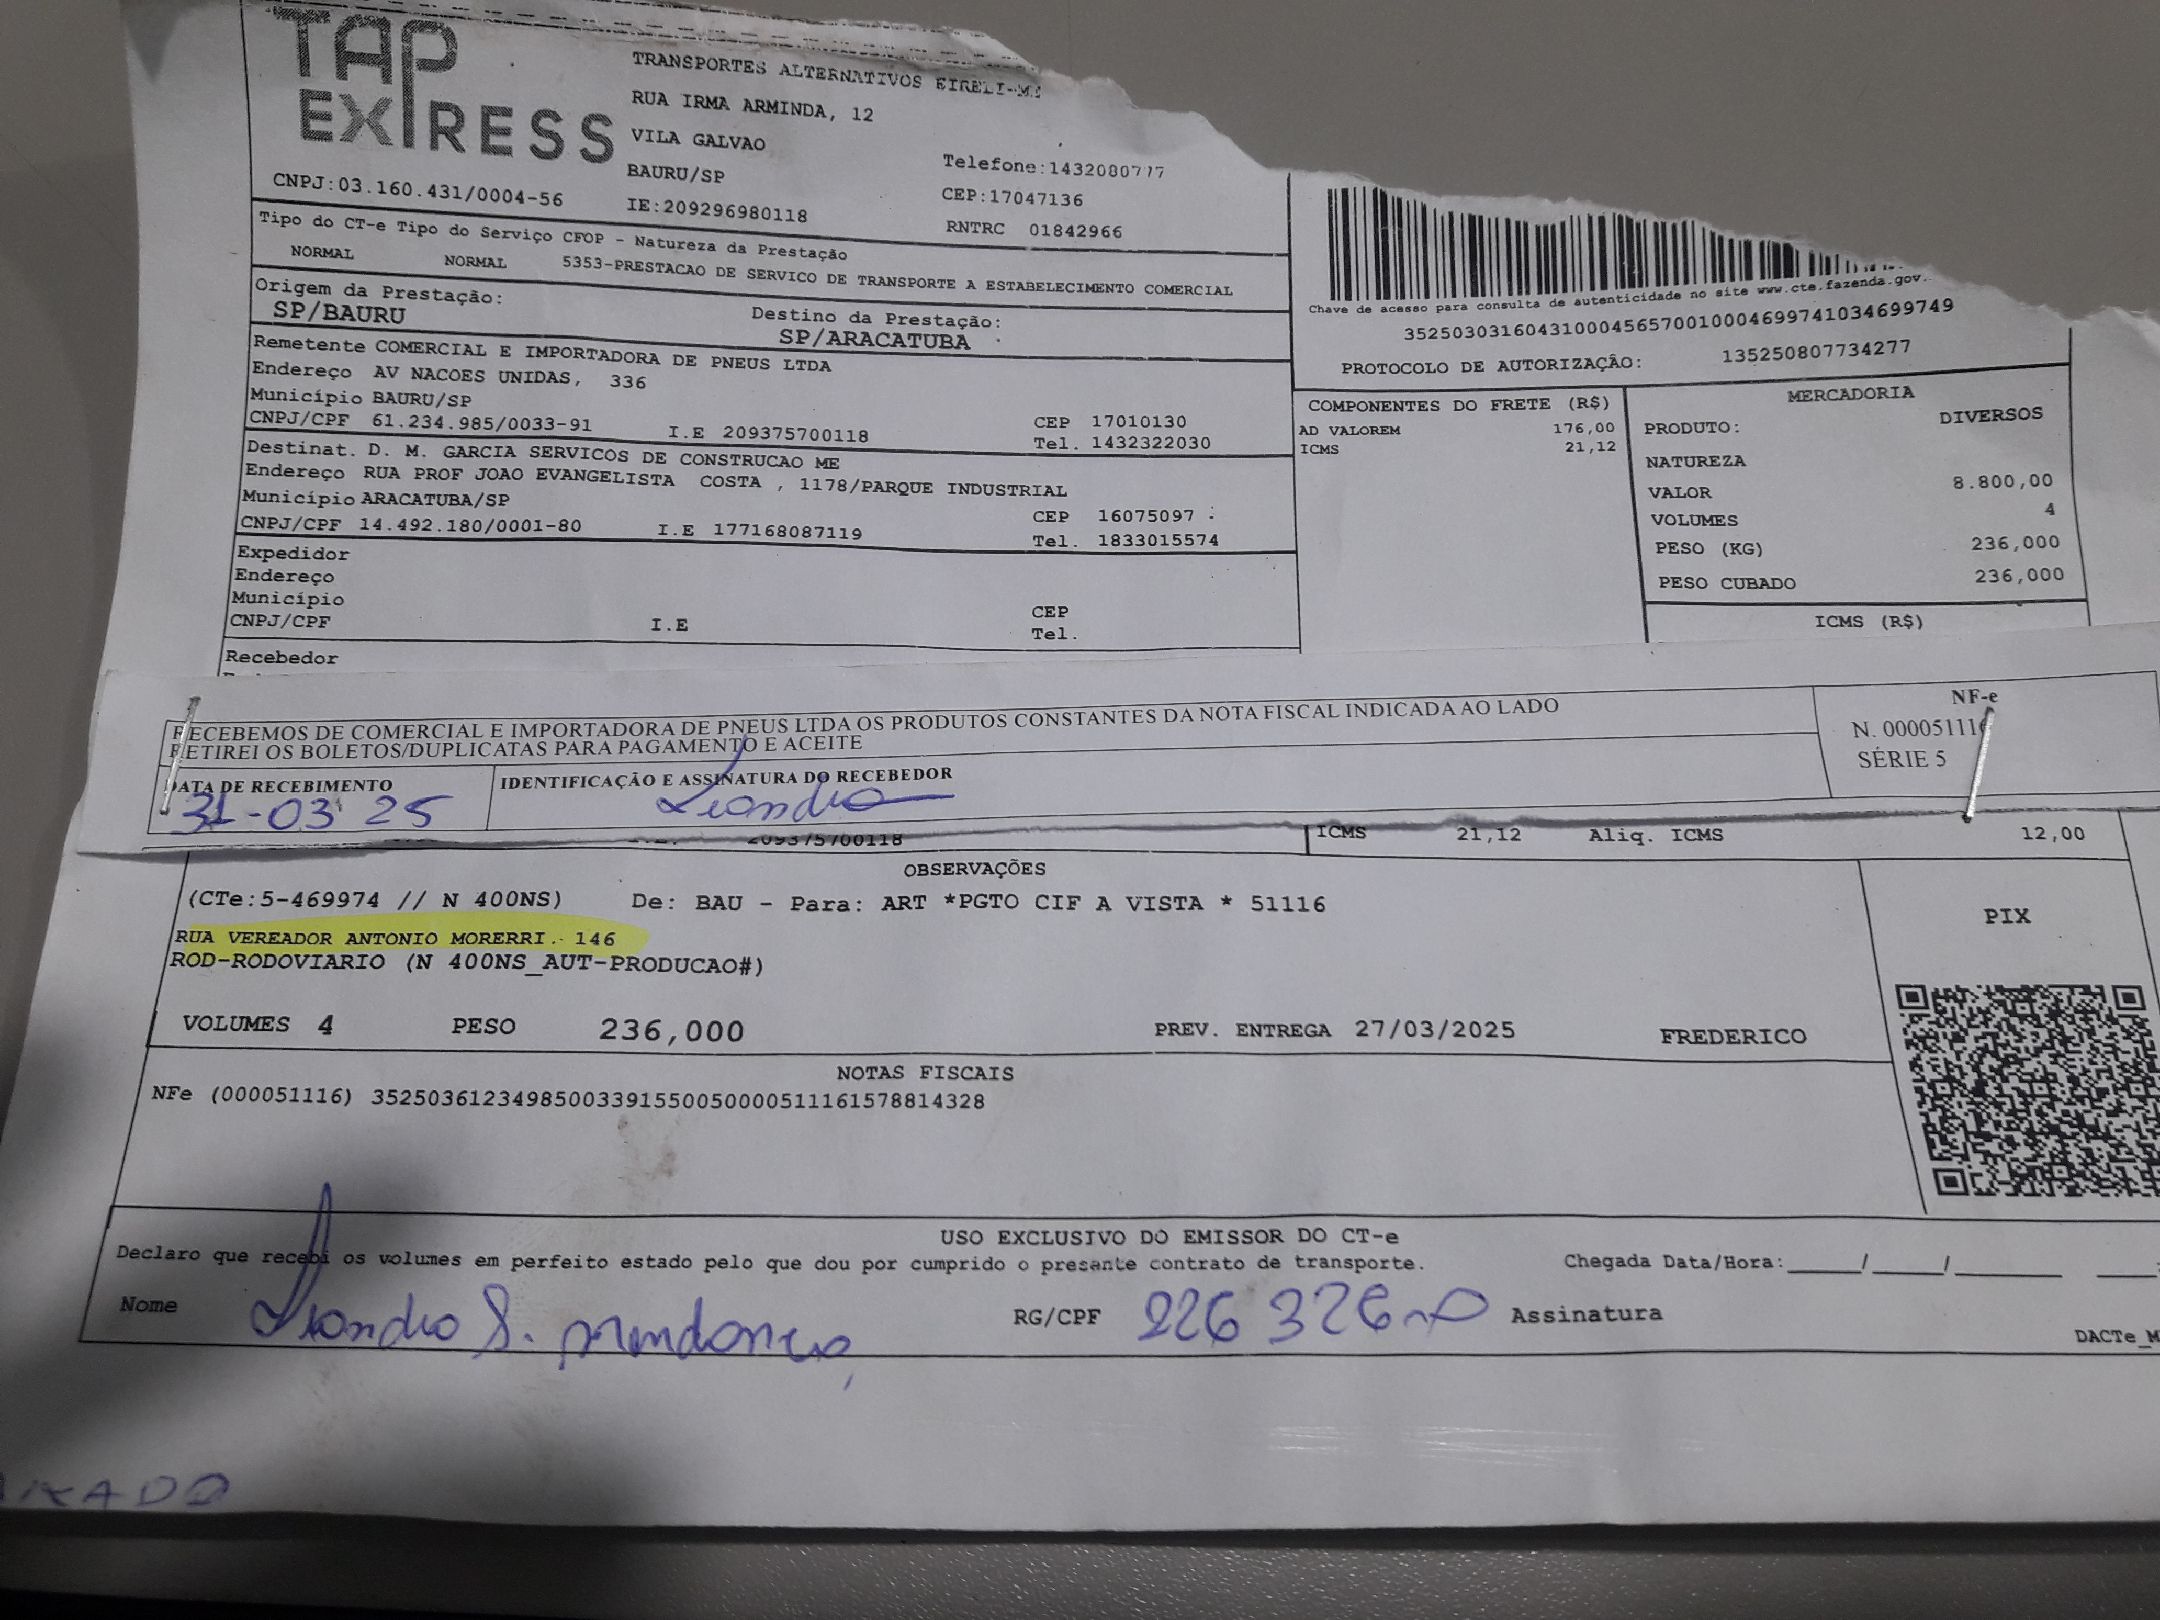 TAP
EXPRESS
TRANSPORTES ALTERNATIVOS EIRELI-ME
RUA IRMA ARMINDA, 12
VILA GALVAO
BAURU/SP
Telefone:1432080777
CNPJ:03.160.431/0004-56
IE:209296980118
CEP:17047136
RNTRC 01842966
Tipo do CT-e Tipo do Serviço CFOP - Natureza da Prestação
NORMAL NORMAL 5353-PRESTACAO DE SERVICO DE TRANSPORTE A ESTABELECIMENTO COMERCIAL
Origem da Prestação:
SP/BAURU
Destino da Prestação:
SP/ARACATUBA
Remetente COMERCIAL E IMPORTADORA DE PNEUS LTDA
Endereço AV NACOES UNIDAS, 336
Município BAURU/SP
CEP 17010130
CNPJ/CPF 61.234.985/0033-91 I.E 209375700118 Tel. 1432322030
Destinat. D. M. GARCIA SERVICOS DE CONSTRUCAO ME
Endereço RUA PROF JOAO EVANGELISTA COSTA , 1178/PARQUE INDUSTRIAL
Município ARACATUBA/SP
CEP 16075097
CNPJ/CPF 14.492.180/0001-80 I.E 177168087119 Tel. 1833015574
Expedidor
Endereço
Município CEP
CNPJ/CPF I.E Tel.
Recebedor
Chave de acesso para consulta de autenticidade no site www.cte.fazenda.gov.
35250303160431000456570010004699741034699749
PROTOCOLO DE AUTORIZAÇÃO: 135250807734277
COMPONENTES DO FRETE (R$)
AD VALOREM 176,00
ICMS 21,12
MERCADORIA
PRODUTO: DIVERSOS
NATUREZA
VALOR 8.800,00
VOLUMES 4
PESO (KG) 236,000
PESO CUBADO 236,000
ICMS (R$)
RECEBEMOS DE COMERCIAL E IMPORTADORA DE PNEUS LTDA OS PRODUTOS CONSTANTES DA NOTA FISCAL INDICADA AO LADO
RETIREI OS BOLETOS/DUPLICATAS PARA PAGAMENTO E ACEITE
NF-e
N. 000051116
SÉRIE 5
DATA DE RECEBIMENTO
31-03 25
IDENTIFICAÇÃO E ASSINATURA DO RECEBEDOR
Leandro
209375700118
ICMS 21,12 Aliq. ICMS 12,00
OBSERVAÇÕES
(CTe:5-469974 // N 400NS) De: BAU - Para: ART *PGTO CIF A VISTA * 51116
RUA VEREADOR ANTONIO MORERRI.- 146
ROD-RODOVIARIO (N 400NS_AUT-PRODUCAO#)
PIX
VOLUMES 4 PESO 236,000 PREV. ENTREGA 27/03/2025 FREDERICO
NOTAS FISCAIS
NFe (000051116) 35250361234985003391550050000511161578814328
USO EXCLUSIVO DO EMISSOR DO CT-e
Declaro que recebi os volumes em perfeito estado pelo que dou por cumprido o presante contrato de transporte. Chegada Data/Hora:_____/_____/________ ____:
Nome Leandro S. Mendonça RG/CPF Assinatura
DACTe_M